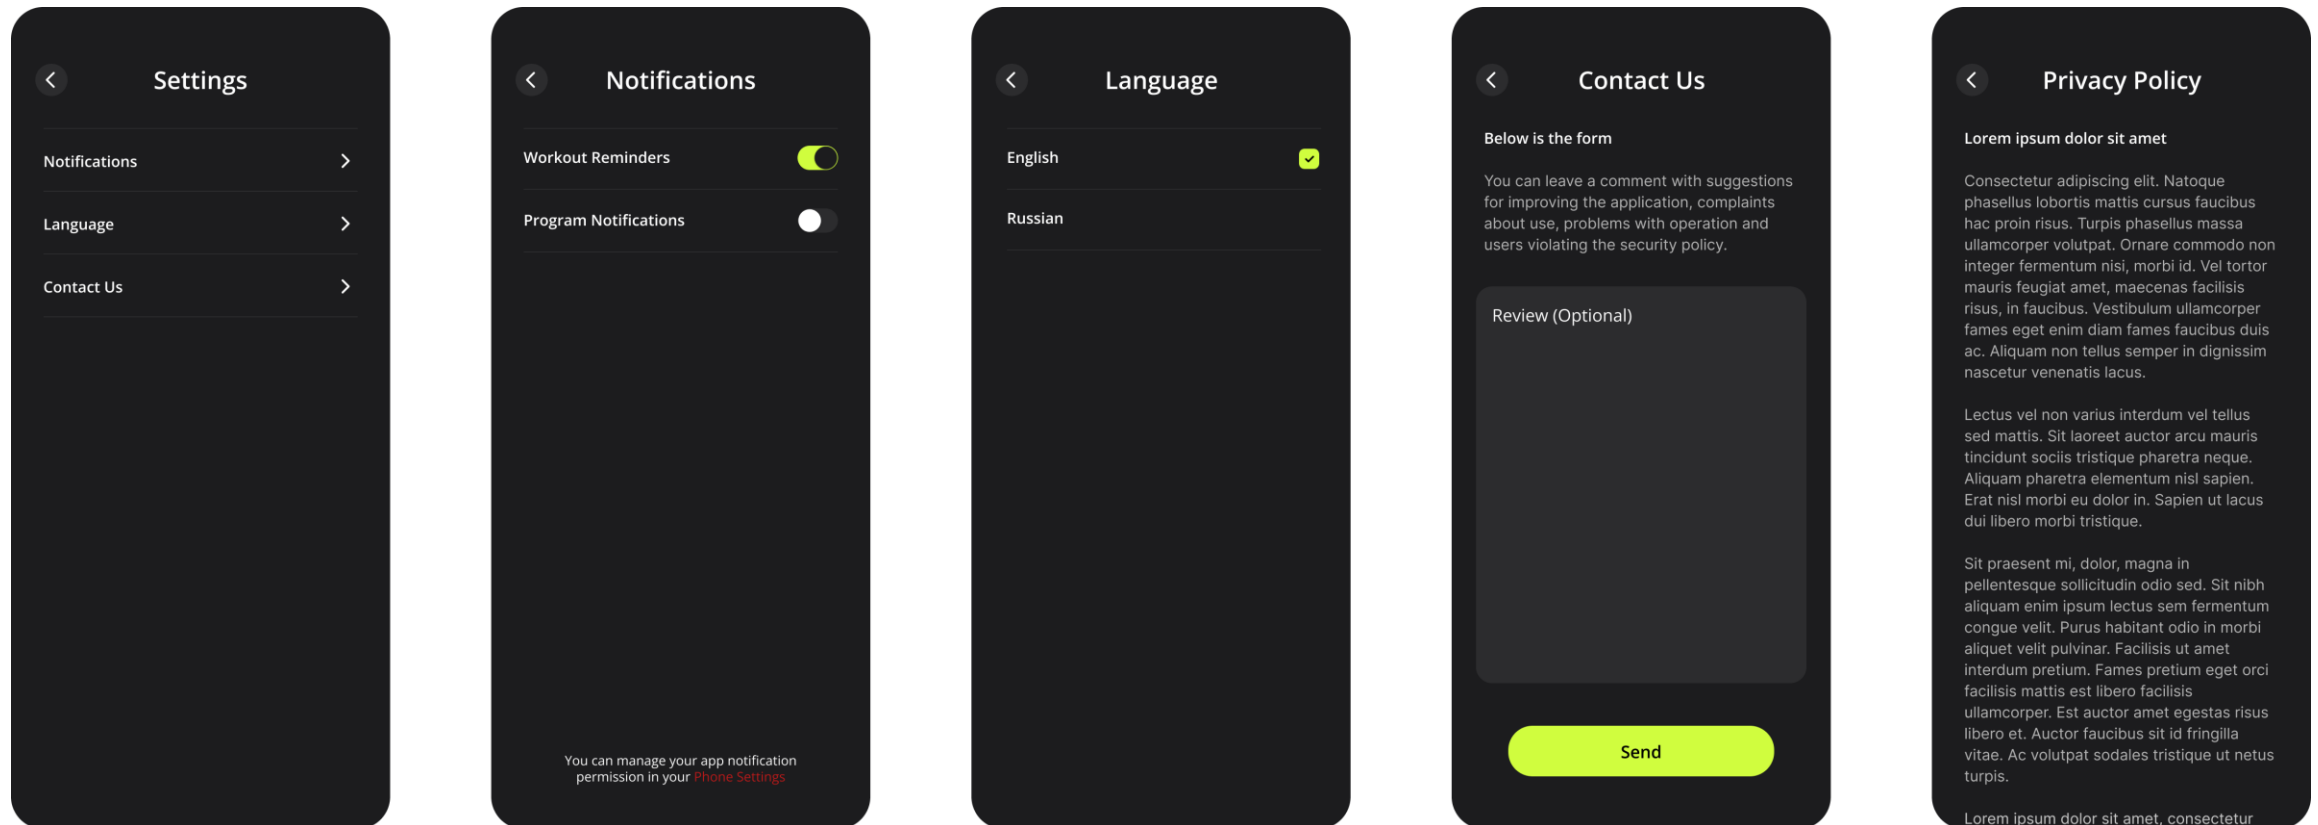 Settings
Notifications
Language
Contact Us
Notifications
Workout Reminders
Program Notifications
You can manage your app notification
permission in your Phone Settings
Language
English
Russian
Contact Us
Below is the form
You can leave a comment with suggestions
for improving the application, complaints
about use, problems with operation and
users violating the security policy.
Review (Optional)
Send
Privacy Policy
Lorem ipsum dolor sit amet
Consectetur adipiscing elit. Natoque
phasellus lobortis mattis cursus faucibus
hac proin risus. Turpis phasellus massa
ullamcorper volutpat. Ornare commodo non
integer fermentum nisi, morbi id. Vel tortor
mauris feugiat amet, maecenas facilisis
risus, in faucibus. Vestibulum ullamcorper
fames eget enim diam fames faucibus duis
ac. Aliquam non tellus semper in dignissim
nascetur venenatis lacus.
Lectus vel non varius interdum vel tellus
sed mattis. Sit laoreet auctor arcu mauris
tincidunt sociis tristique pharetra neque.
Aliquam pharetra elementum nisl sapien.
Erat nisl morbi eu dolor in. Sapien ut lacus
dui libero morbi tristique.
Sit praesent mi, dolor, magna in
pellentesque sollicitudin odio sed. Sit nibh
aliquam enim ipsum lectus sem fermentum
congue velit. Purus habitant odio in morbi
aliquet velit pulvinar. Facilisis ut amet
interdum pretium. Fames pretium eget orci
facilisis mattis est libero facilisis
ullamcorper. Est auctor amet egestas risus
libero et. Auctor faucibus sit id fringilla
vitae. Ac volutpat sodales tristique ut netus
turpis.
Lorem ipsum dolor sit amet, consectetur